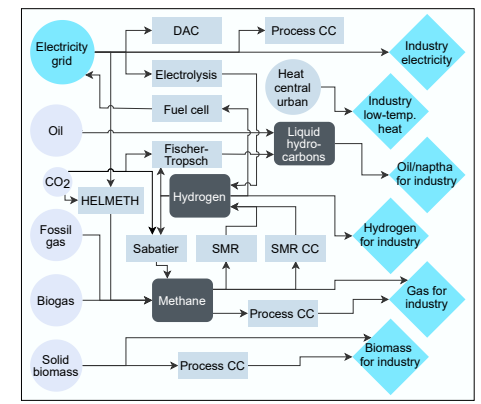 DAC
Process CC
Electricity
grid
Industry
electricity
Electrolysis
Heat
central
urban
Fuel cell
Industry
low-temp.
heat
Oil
Liquid
hydro-
carbons
Fischer-
Tropsch
Oil/naptha
for industry
CO2
HELMETH
Hydrogen
Fossil
gas
Sabatier
SMR
SMR CC
Hydrogen
for industry
Biogas
Methane
Process CC
Gas for
industry
Solid
biomass
Process CC
Biomass
for industry